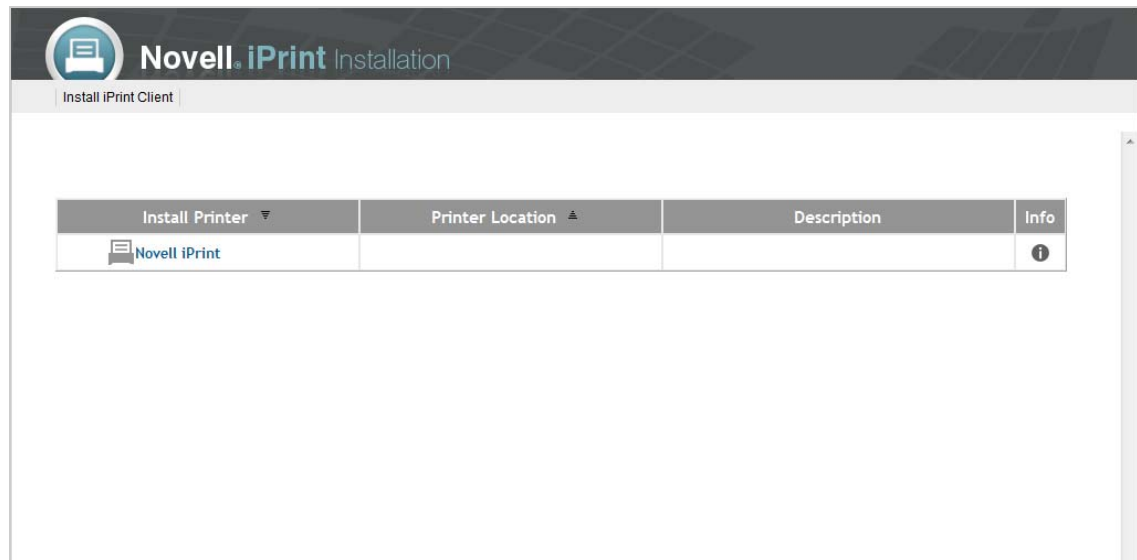 Novell® iPrint Installation
Install iPrint Client
Install Printer Printer Location Description Info
Novell iPrint